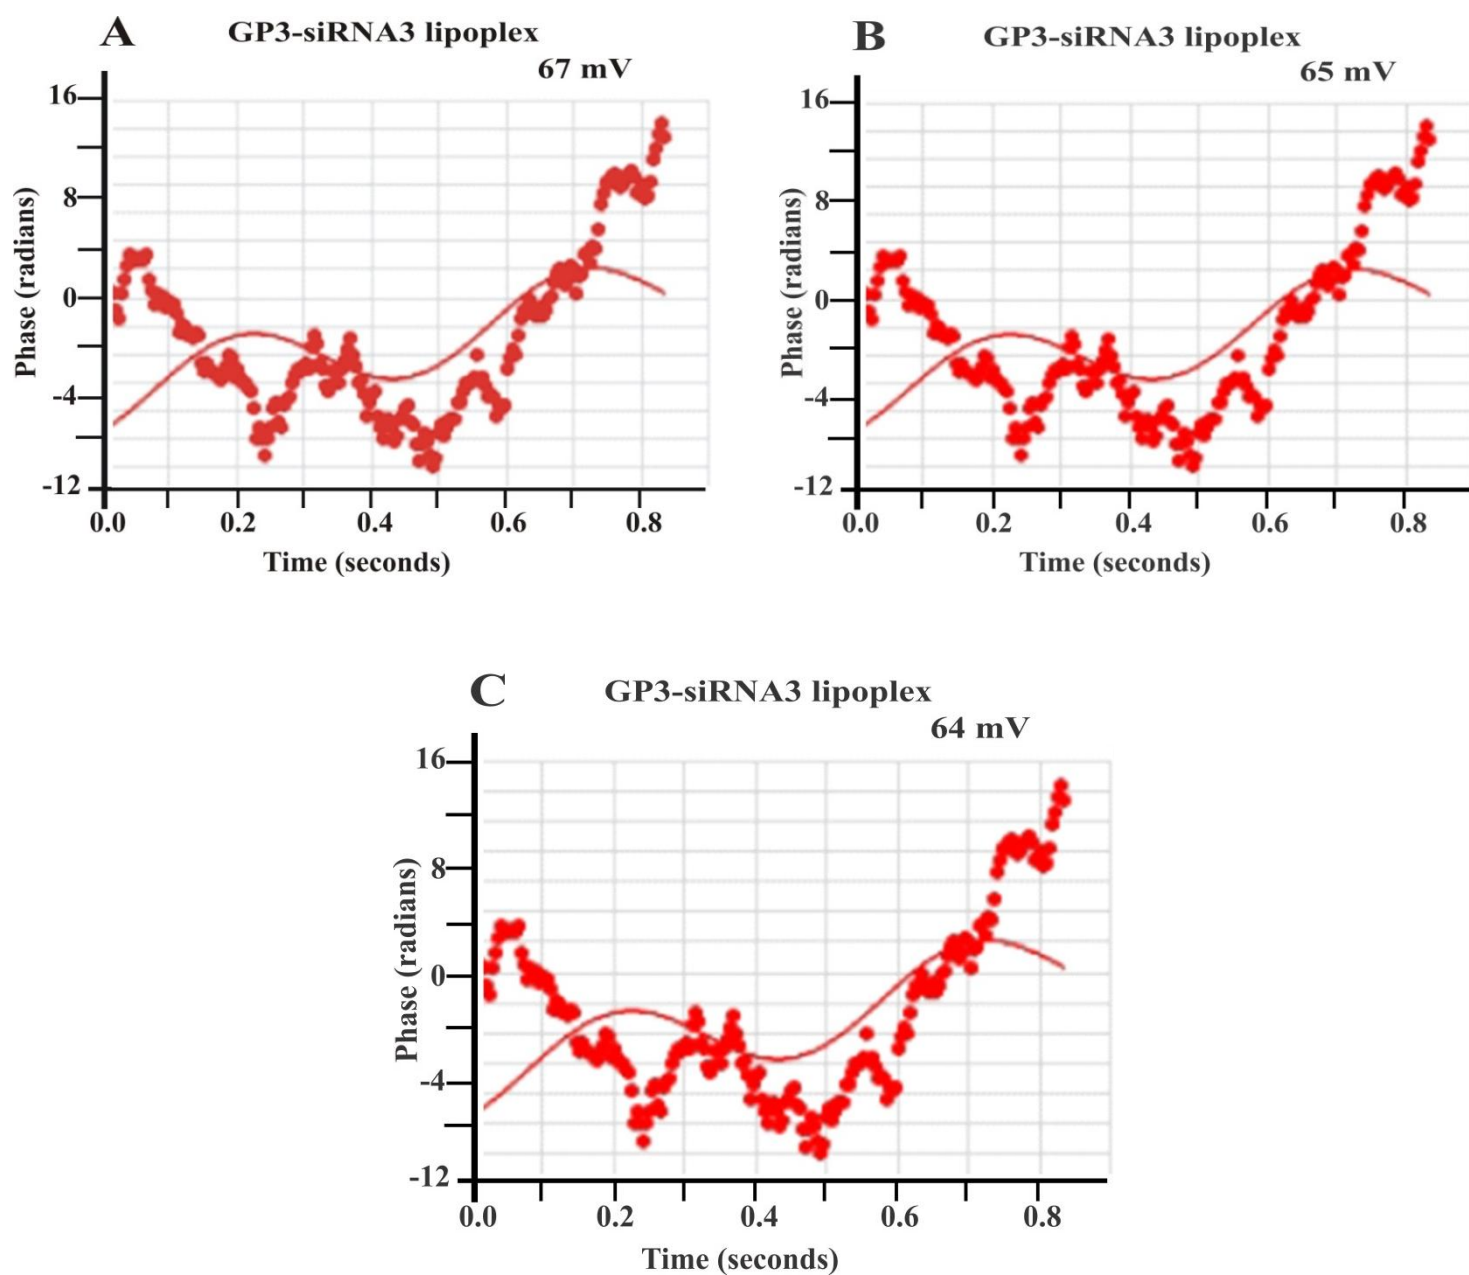 A
GP3-siRNA3 lipoplex
67 mV
16
8
0
-4
-12
Phase (radians)
0.0 0.2 0.4 0.6 0.8
Time (seconds)
B
GP3-siRNA3 lipoplex
65 mV
16
8
0
-4
-12
Phase (radians)
0.0 0.2 0.4 0.6 0.8
Time (seconds)
C
GP3-siRNA3 lipoplex
64 mV
16
8
0
-4
-12
Phase (radians)
0.0 0.2 0.4 0.6 0.8
Time (seconds)